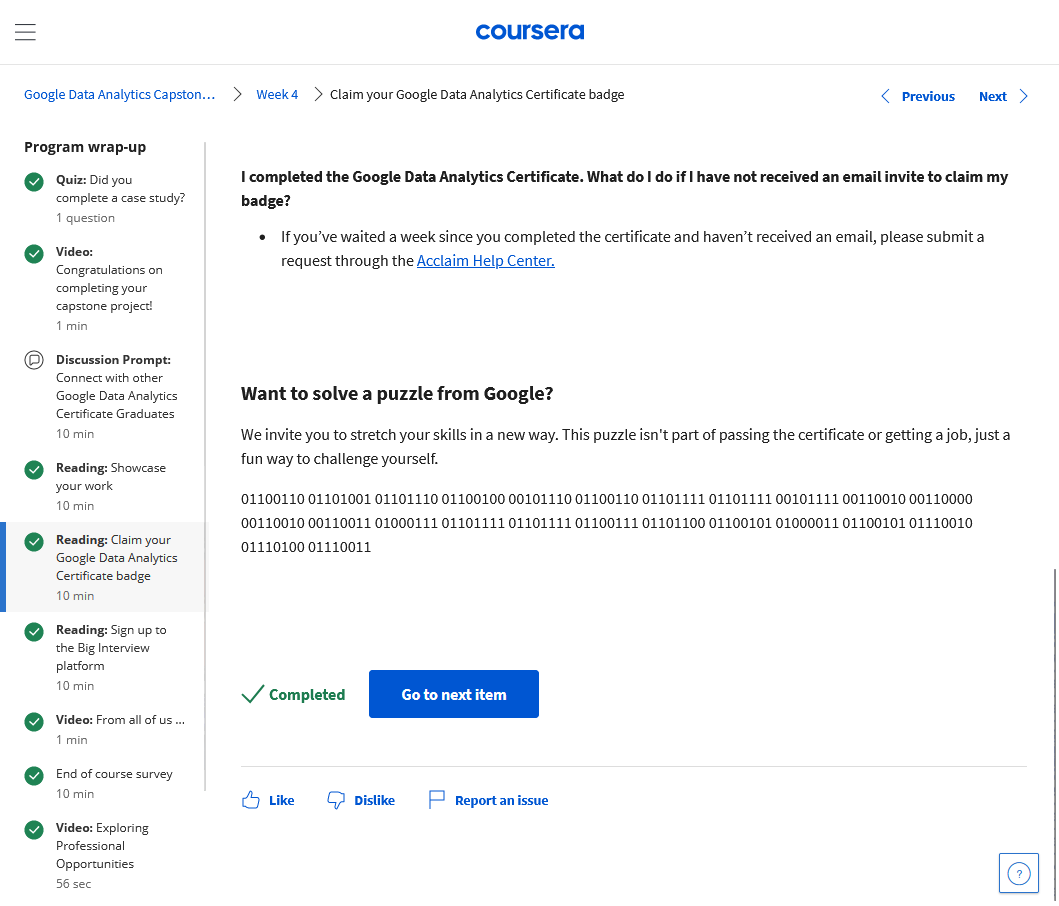 coursera
Google Data Analytics Capston…
Week 4
Claim your Google Data Analytics Certificate badge
Previous
Next
Program wrap-up
Quiz: Did you
complete a case study?
1 question
Video:
Congratulations on
completing your
capstone project!
1 min
Discussion Prompt:
Connect with other
Google Data Analytics
Certificate Graduates
10 min
Reading: Showcase
your work
10 min
Reading: Claim your
Google Data Analytics
Certificate badge
10 min
Reading: Sign up to
the Big Interview
platform
10 min
Video: From all of us ...
1 min
End of course survey
10 min
Video: Exploring
Professional
Opportunities
56 sec
I completed the Google Data Analytics Certificate. What do I do if I have not received an email invite to claim my
badge?
• If you’ve waited a week since you completed the certificate and haven’t received an email, please submit a
request through the Acclaim Help Center.
Want to solve a puzzle from Google?
We invite you to stretch your skills in a new way. This puzzle isn't part of passing the certificate or getting a job, just a
fun way to challenge yourself.
01100110 01101001 01101110 01100100 00101110 01100110 01101111 01101111 00101111 00110010 00110000
00110010 00110011 01000111 01101111 01101111 01100111 01101100 01100101 01000011 01100101 01110010
01110100 01110011
Completed
Go to next item
Like
Dislike
Report an issue
?